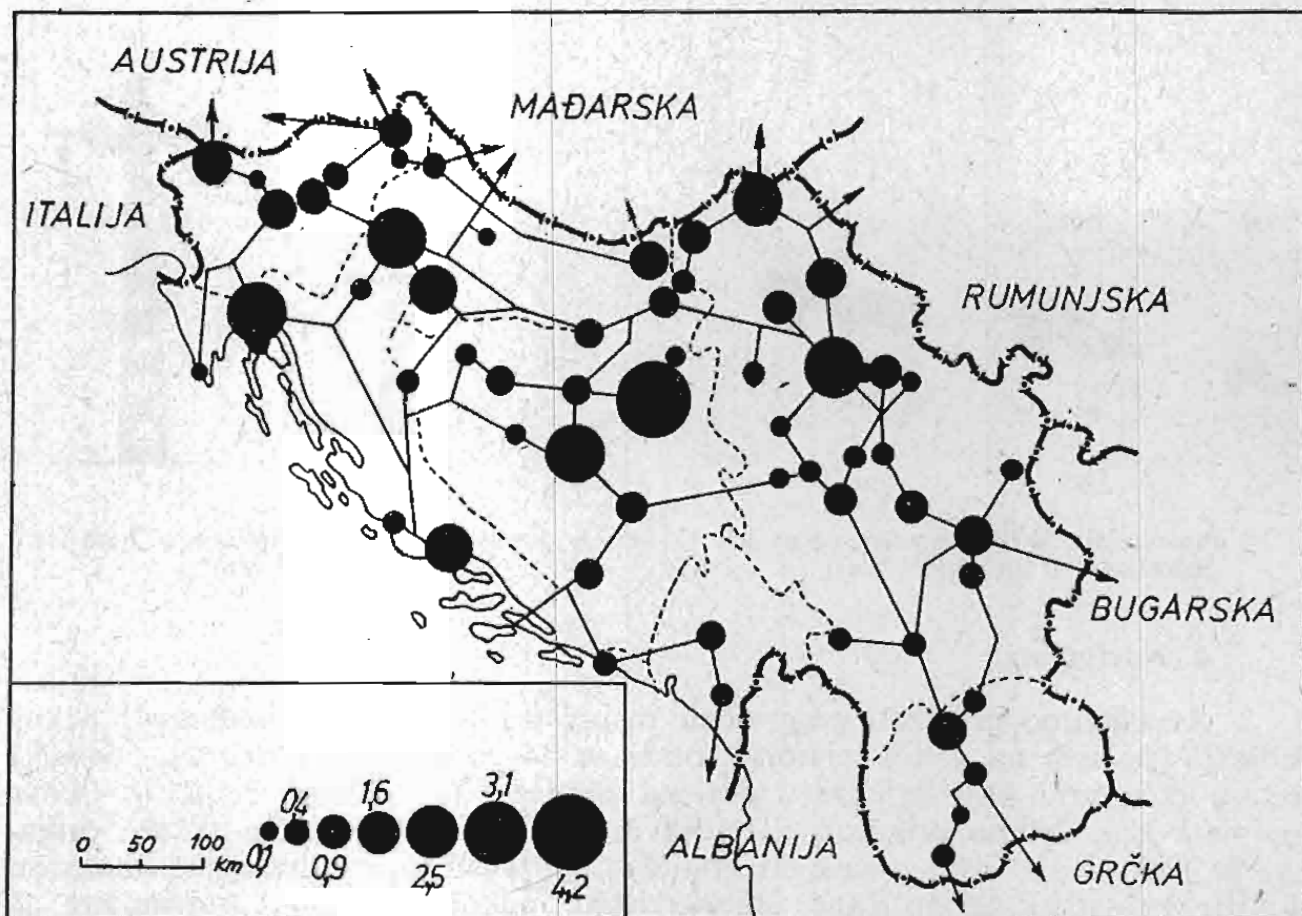 AUSTRIJA
MAĐARSKA
ITALIJA
RUMUNJSKA
BUGARSKA
ALBANIJA
GRČKA
0,4 1,6 3,1
0,1 0,9 2,5 4,2
0 50 100
km